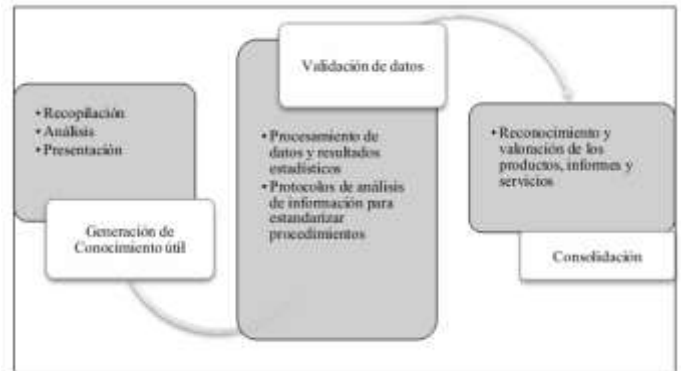 • Recopilación
• Análisis
• Presentación
Generación de
Conocimiento útil
Validación de datos
• Procesamiento de
datos y resultados
estadísticos
• Protocolos de análisis
de información para
estandarizar
procedimientos
• Reconocimiento y
valoración de los
productos, informes y
servicios
Consolidación